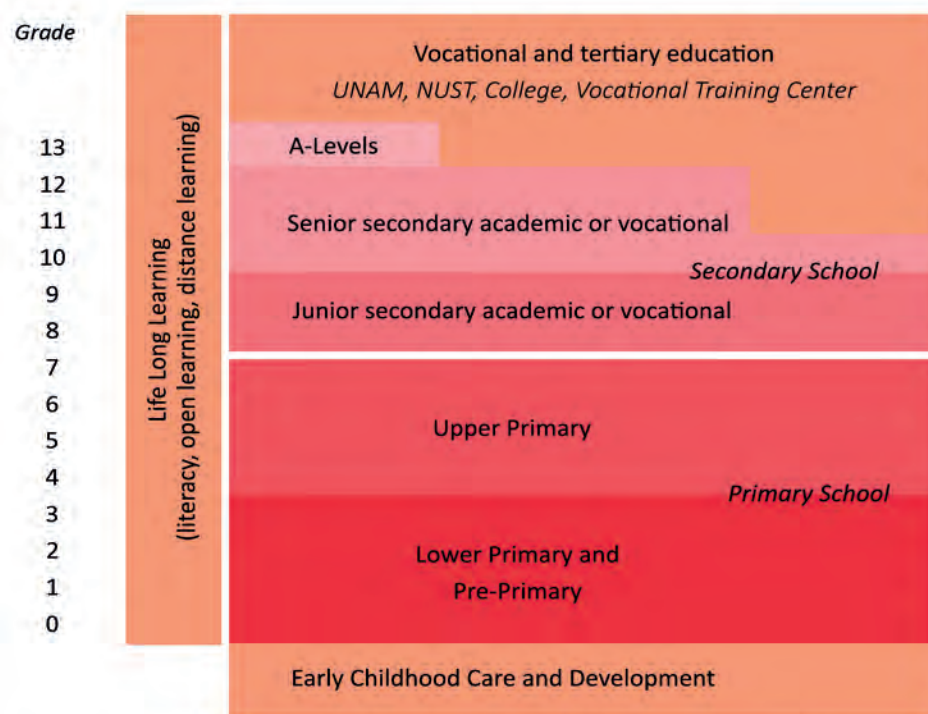 Grade
Vocational and tertiary education
UNAM, NUST, College, Vocational Training Center
13
A-Levels
12
11
Senior secondary academic or vocational
10
Secondary School
9
Junior secondary academic or vocational
8
7
6
Upper Primary
5
4
Primary School
3
2
Lower Primary and
Pre-Primary
1
0
Early Childhood Care and Development
Life Long Learning
(literacy, open learning, distance learning)